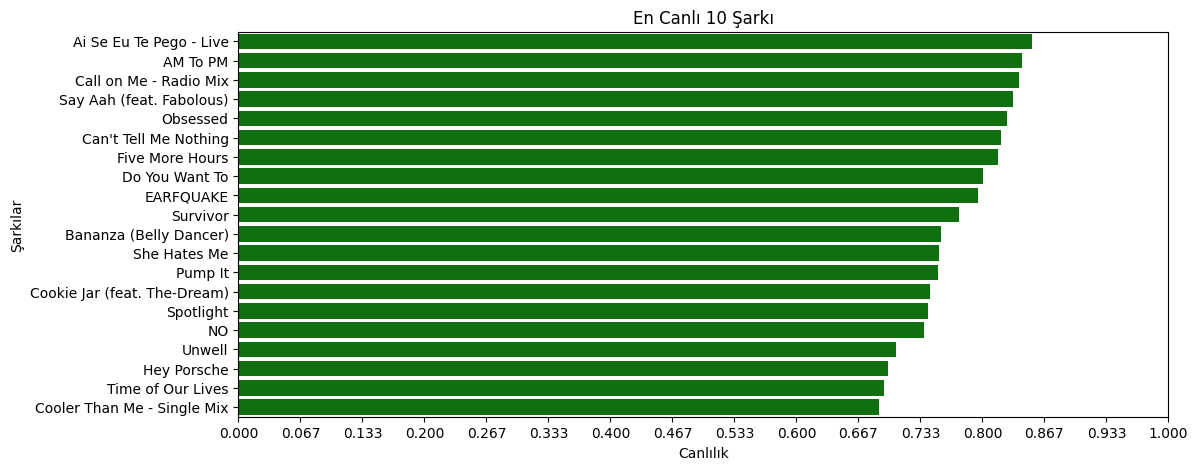 En Canlı 10 Şarkı
Şarkılar
Ai Se Eu Te Pego - Live
AM To PM
Call on Me - Radio Mix
Say Aah (feat. Fabolous)
Obsessed
Can't Tell Me Nothing
Five More Hours
Do You Want To
EARFQUAKE
Survivor
Bananza (Belly Dancer)
She Hates Me
Pump It
Cookie Jar (feat. The-Dream)
Spotlight
NO
Unwell
Hey Porsche
Time of Our Lives
Cooler Than Me - Single Mix
0.000 0.067 0.133 0.200 0.267 0.333 0.400 0.467 0.533 0.600 0.667 0.733 0.800 0.867 0.933 1.000
Canlılık